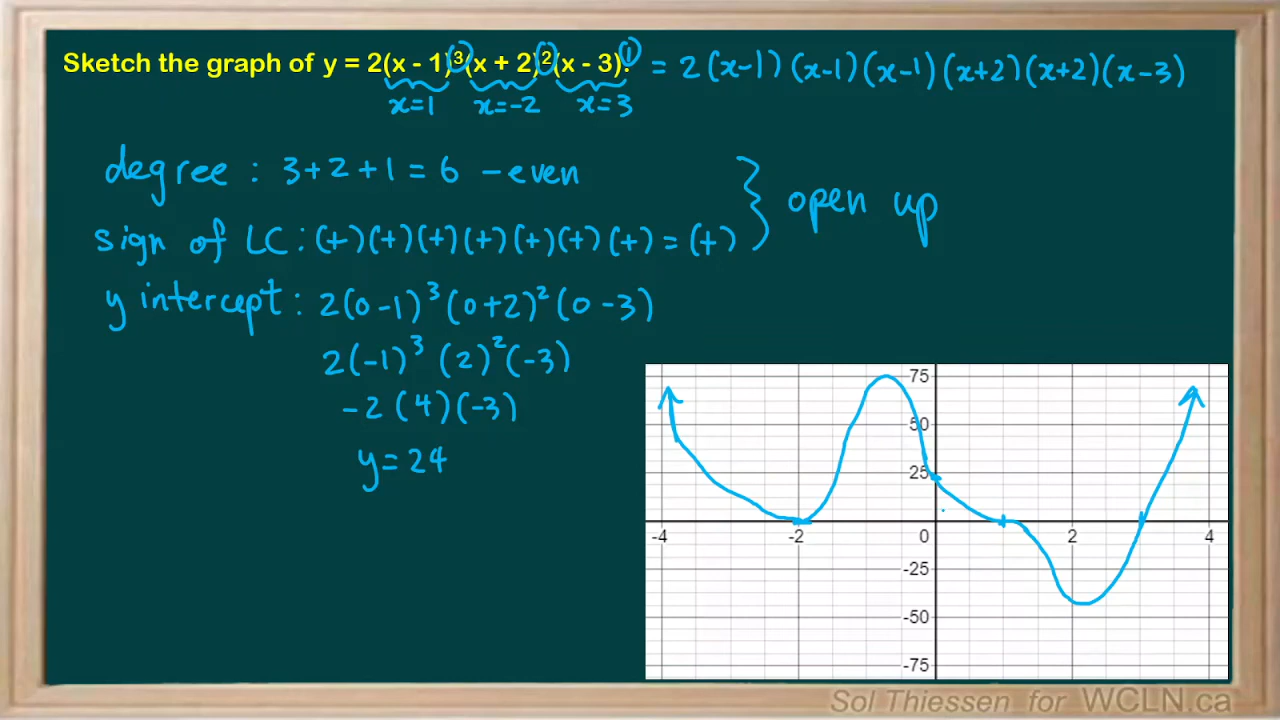 Sketch the graph of y = 2(x - 1)³(x + 2)²(x - 3)¹. = 2(x-1)(x-1)(x-1)(x+2)(x+2)(x-3)
x=1 x=-2 x=3
degree : 3+2+1 = 6 - even
sign of LC : (+)(+)(+)(+)(+)(+)(+) = (+)
open up
y intercept : 2(0-1)³(0+2)²(0-3)
2(-1)³(2)²(-3)
-2(4)(-3)
y=24
75
50
25
-4 -2 0 2 4
-25
-50
-75
Sol Thiessen for WCLN.ca